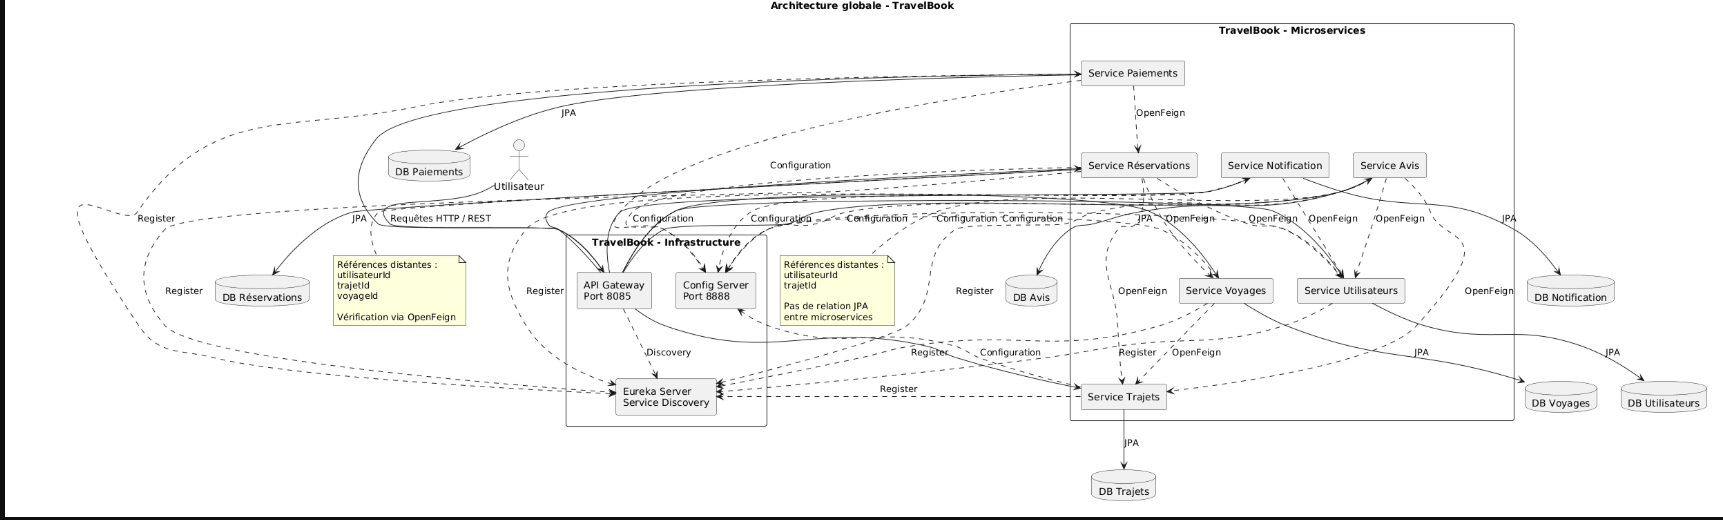 Architecture globale - TravelBook
TravelBook - Microservices
Service Paiements
JPA
OpenFeign
DB Paiements
Utilisateur
Configuration
Service Réservations
Service Notification
Service Avis
Register
JPA
Requêtes HTTP / REST
Configuration
Configuration
Configuration
Configuration
Configuration
JPA
OpenFeign
OpenFeign
OpenFeign
OpenFeign
JPA
TravelBook - Infrastructure
Références distantes :
utilisateurId
trajetId
voyageId
Vérification via OpenFeign
Références distantes :
utilisateurId
trajetId
Pas de relation JPA
entre microservices
DB Réservations
API Gateway
Port 8085
Config Server
Port 8888
DB Avis
Service Voyages
Service Utilisateurs
DB Notification
Register
Register
Register
OpenFeign
OpenFeign
Discovery
Register
Configuration
Register
OpenFeign
JPA
JPA
Eureka Server
Service Discovery
Register
Service Trajets
DB Voyages
DB Utilisateurs
JPA
DB Trajets